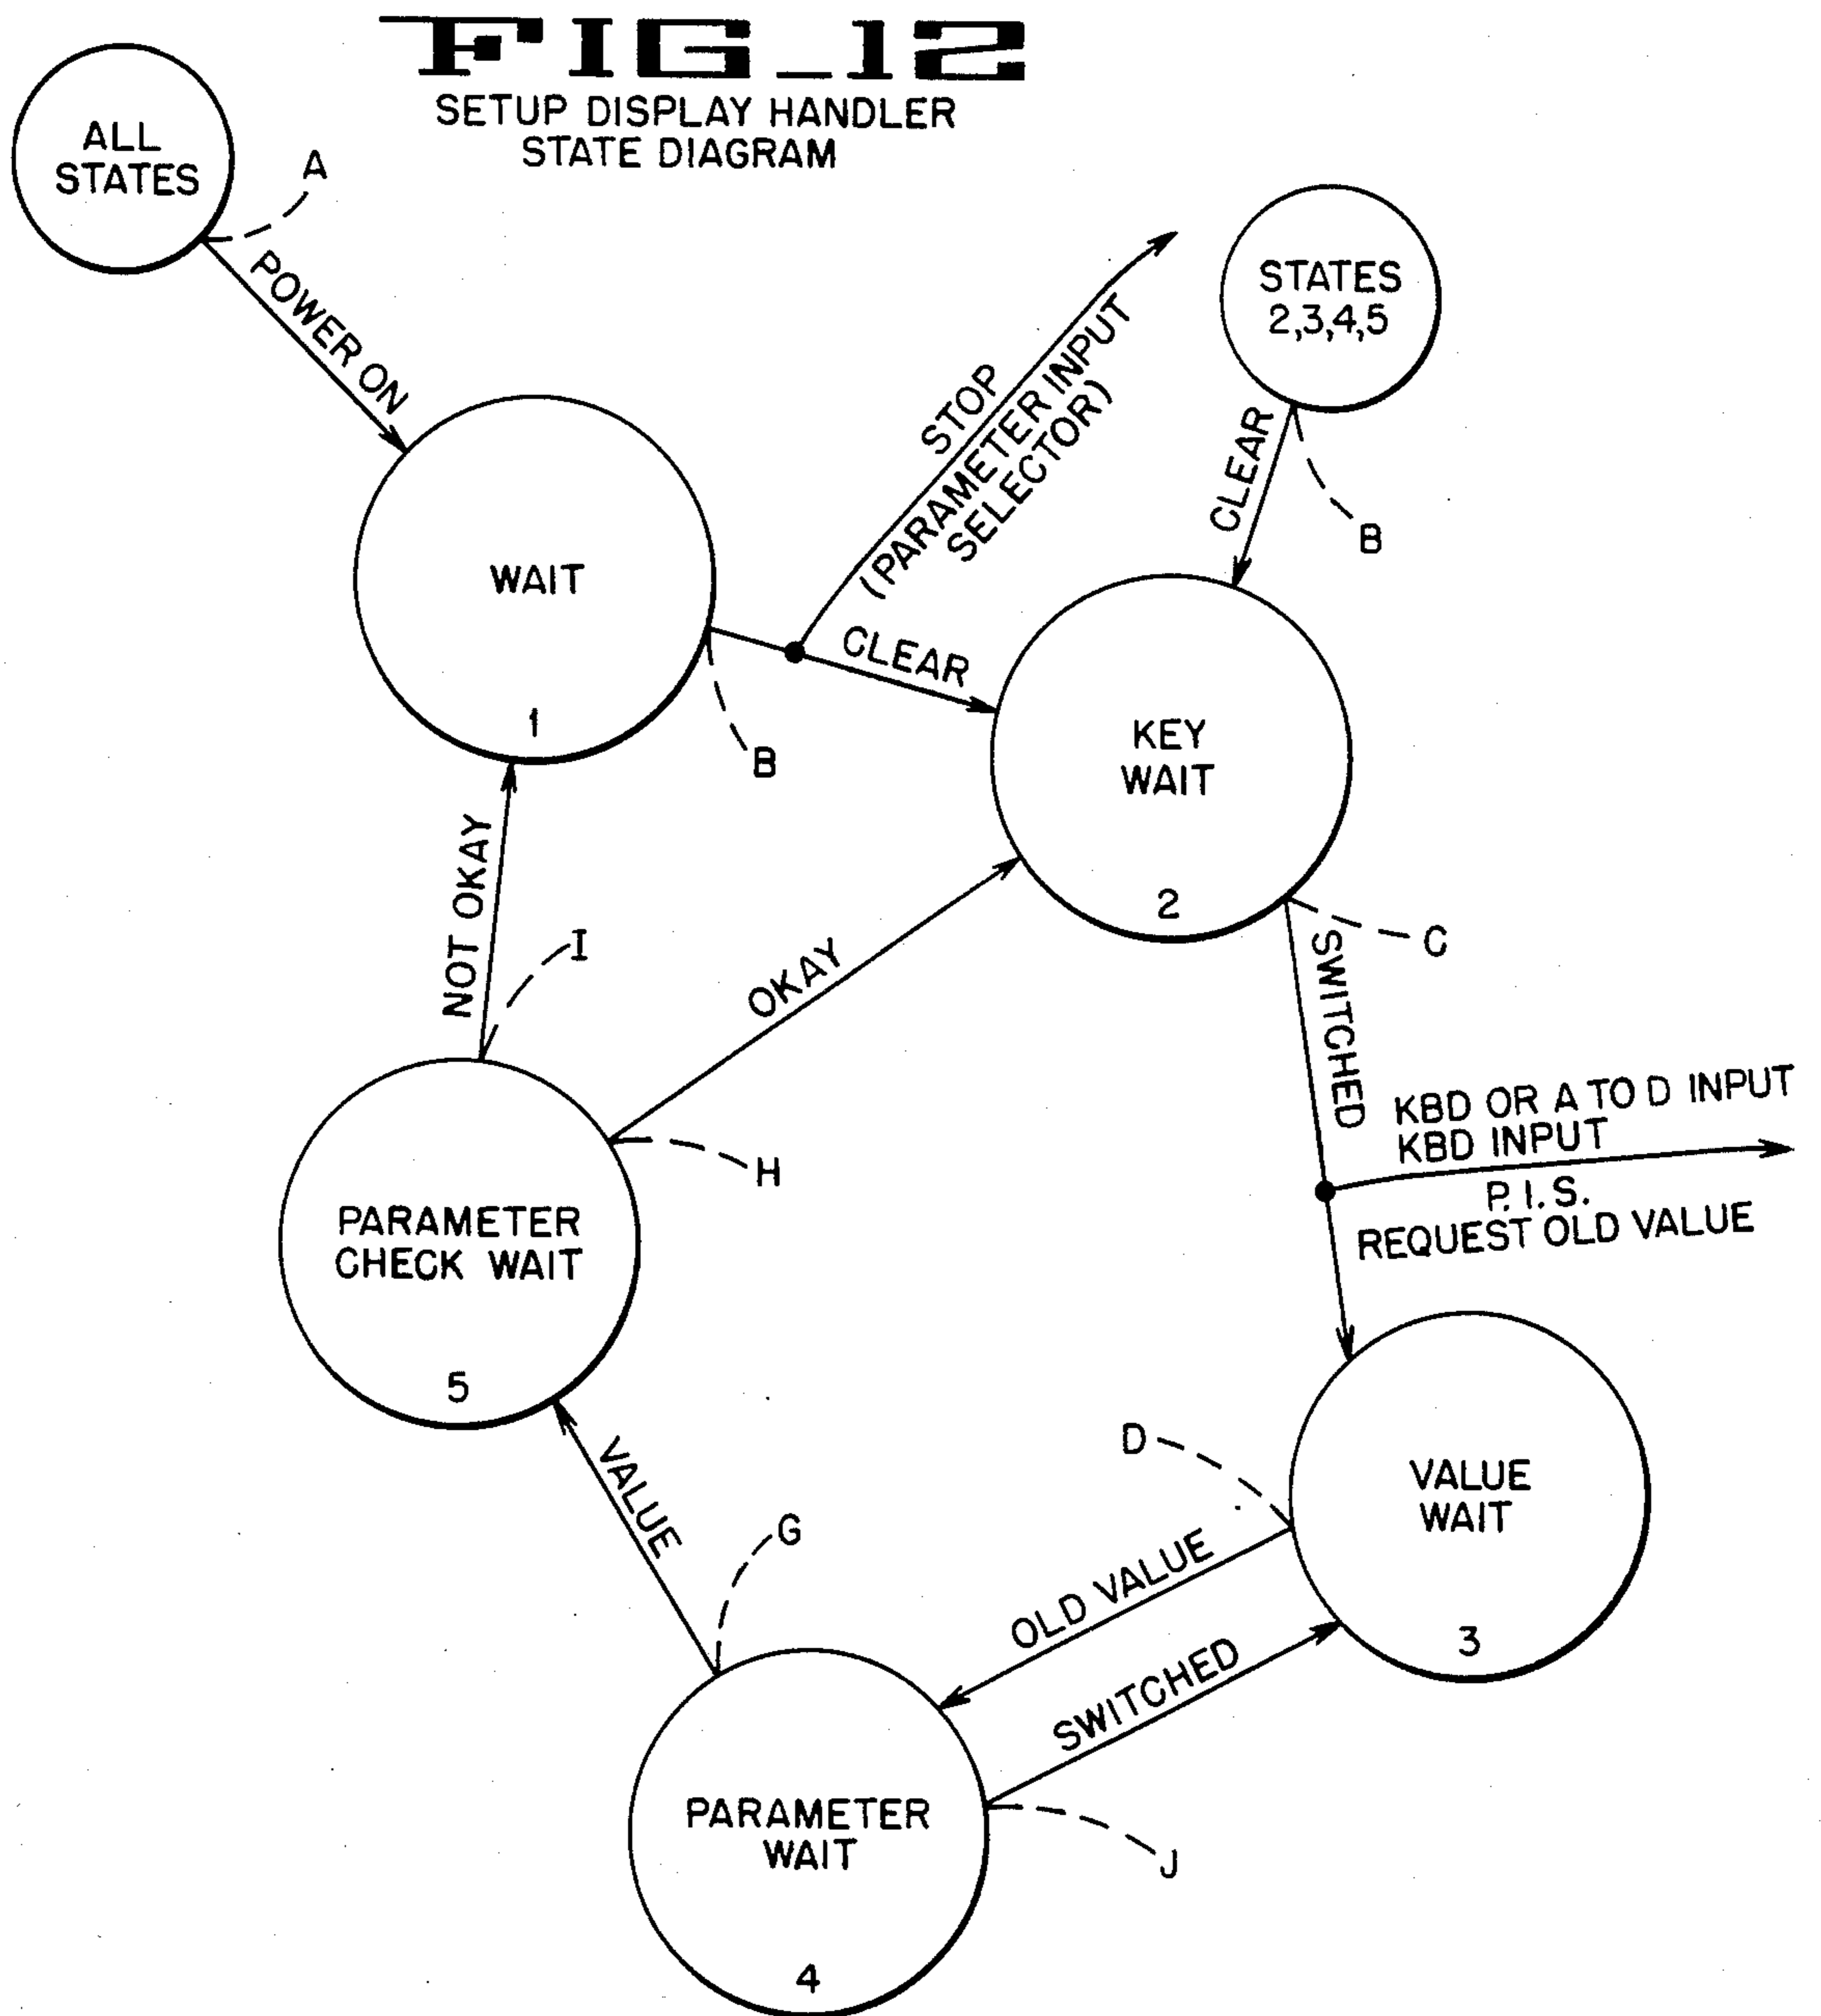 FIG_12
SETUP DISPLAY HANDLER
STATE DIAGRAM
ALL
STATES
A
POWER ON
STATES
2,3,4,5
STOP
(PARAMETER INPUT
SELECTOR)
CLEAR
B
WAIT
1
CLEAR
B
KEY
WAIT
2
NOT OKAY
I
OKAY
C
SWITCHED
KBD OR A TO D INPUT
KBD INPUT
P.I.S.
REQUEST OLD VALUE
H
PARAMETER
CHECK WAIT
5
VALUE
G
D
VALUE
WAIT
3
OLD VALUE
SWITCHED
PARAMETER
WAIT
4
J